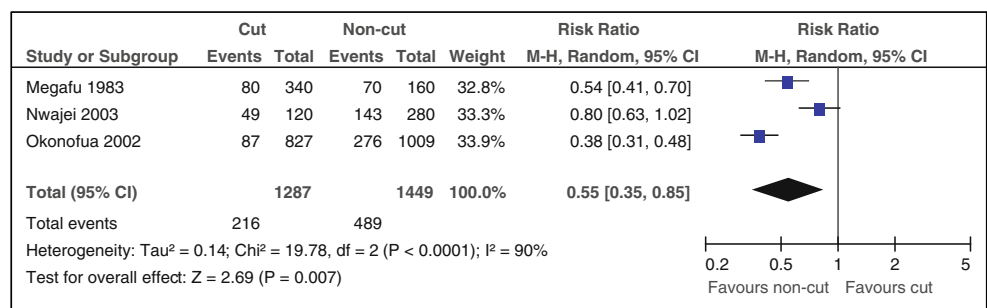 Cut Non-cut Risk Ratio Risk Ratio
Study or Subgroup Events Total Events Total Weight M-H, Random, 95% CI M-H, Random, 95% CI
Megafu 1983 80 340 70 160 32.8% 0.54 [0.41, 0.70]
Nwajei 2003 49 120 143 280 33.3% 0.80 [0.63, 1.02]
Okonofua 2002 87 827 276 1009 33.9% 0.38 [0.31, 0.48]
Total (95% CI) 1287 1449 100.0% 0.55 [0.35, 0.85]
Total events 216 489
Heterogeneity: Tau² = 0.14; Chi² = 19.78, df = 2 (P < 0.0001); I² = 90%
Test for overall effect: Z = 2.69 (P = 0.007)
0.2 0.5 1 2 5
Favours non-cut Favours cut